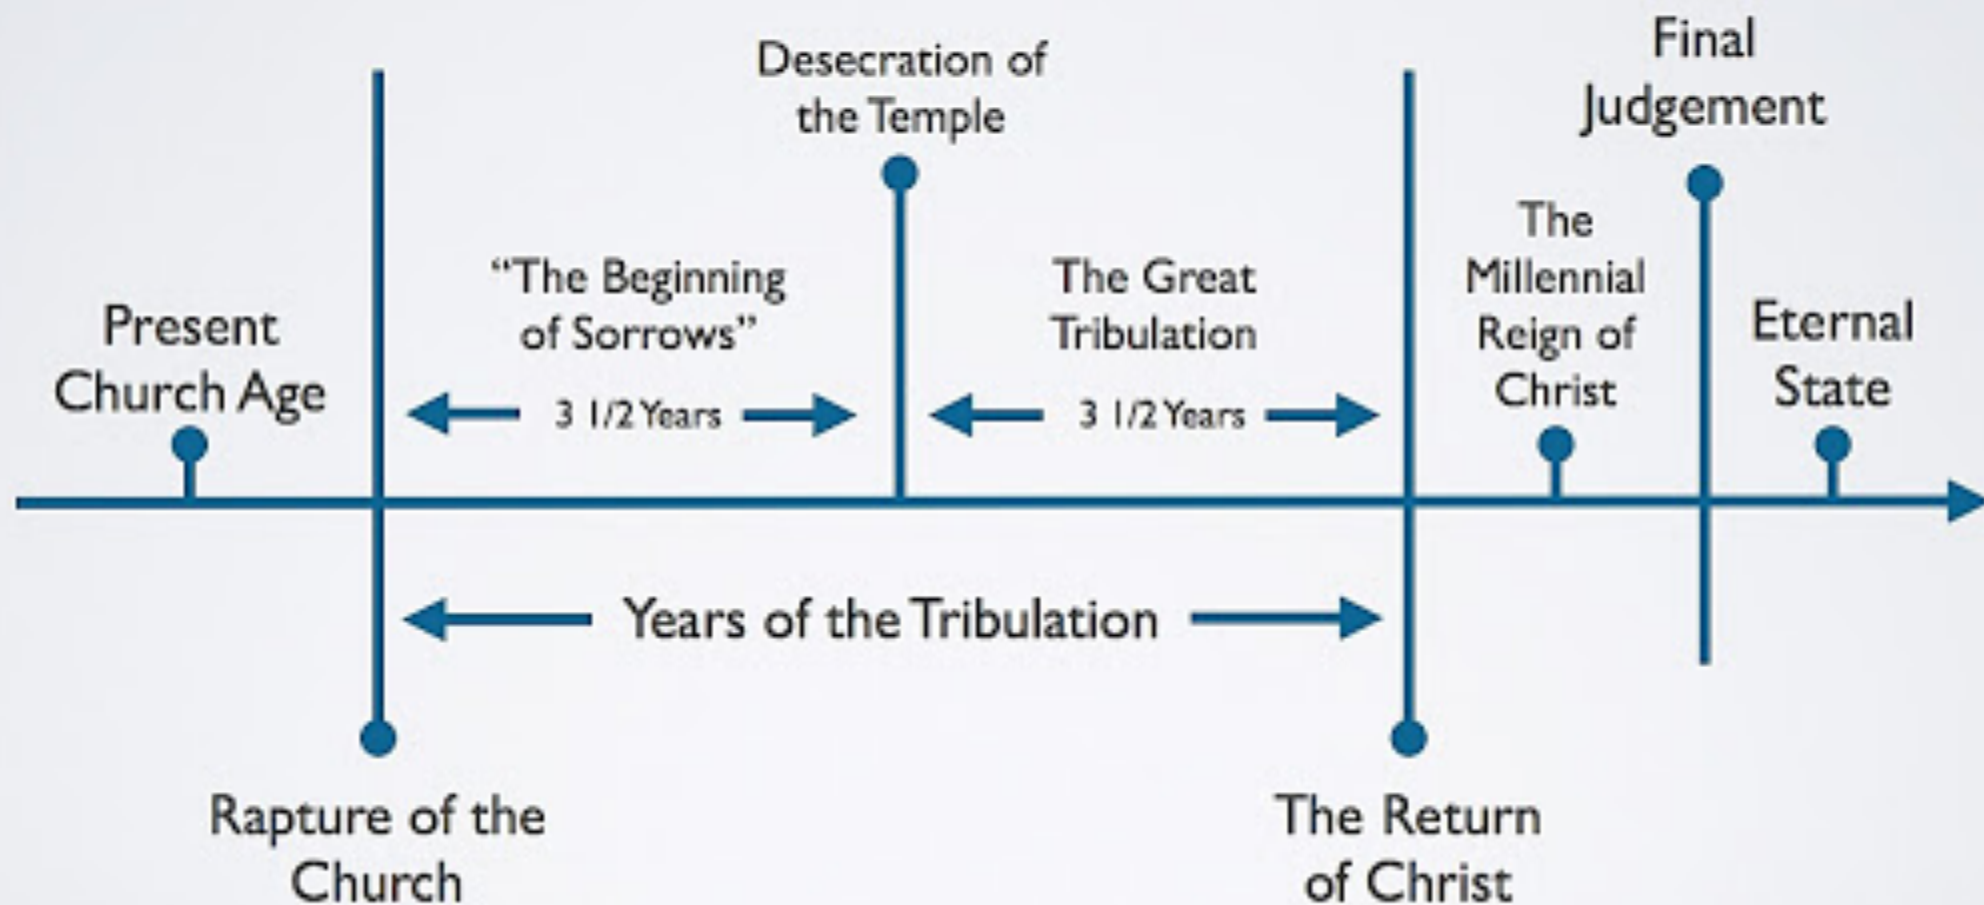 Present
Church Age
Rapture of the
Church
“The Beginning
of Sorrows”
3 1/2 Years
Desecration of
the Temple
The Great
Tribulation
3 1/2 Years
Years of the Tribulation
The Return
of Christ
The
Millennial
Reign of
Christ
Final
Judgement
Eternal
State